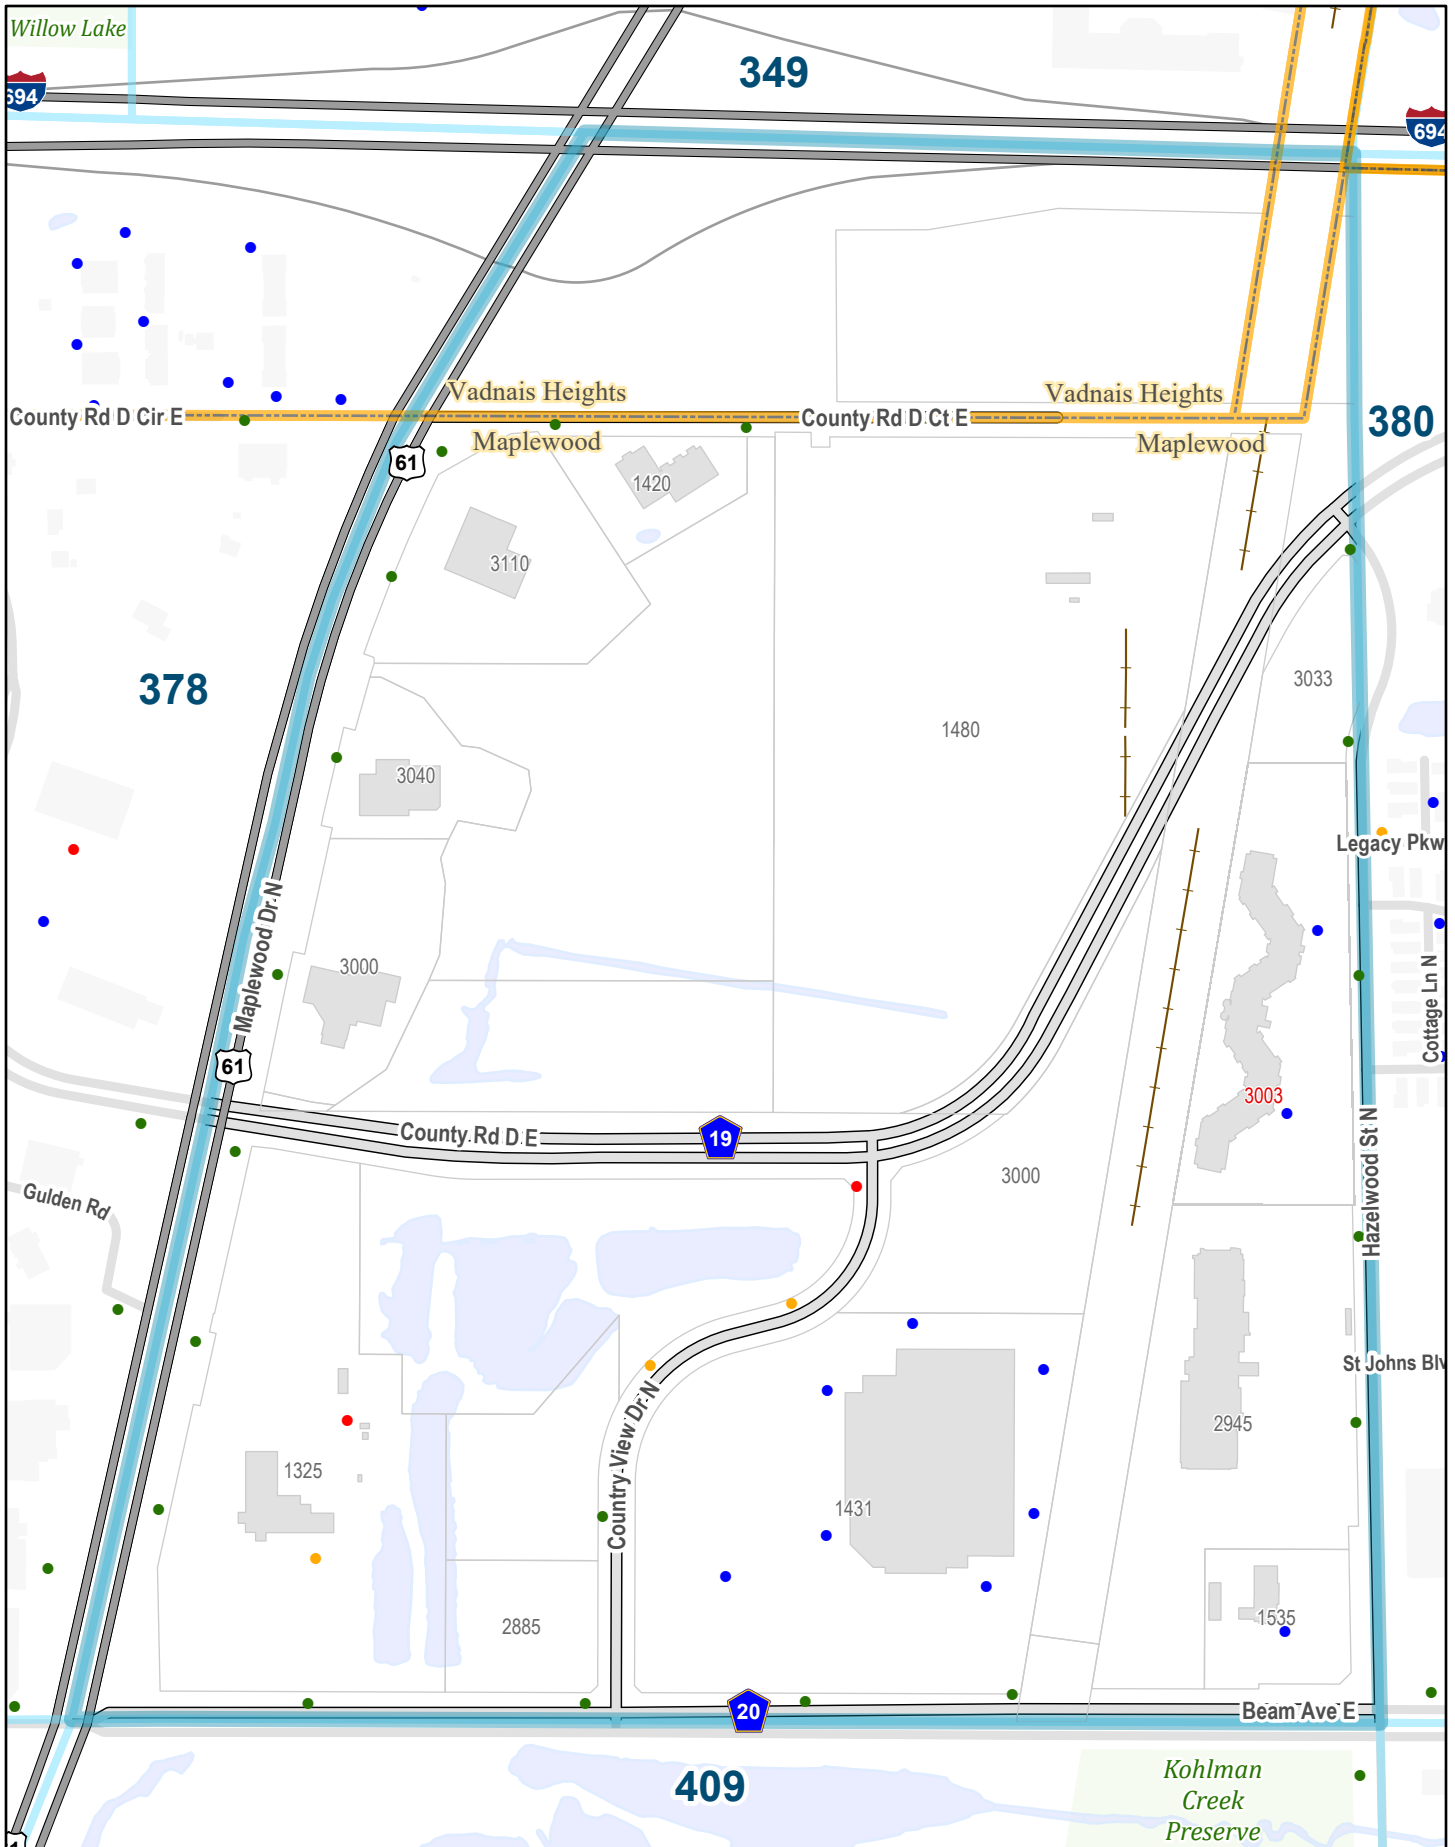 Willow Lake
349
694
694
Vadnais Heights
Vadnais Heights
County Rd D Cir E
County Rd D Ct E
380
Maplewood
Maplewood
61
1420
3110
3033
378
1480
3040
Legacy Pkw
Maplewood Dr N
3000
Cottage Ln N
61
3003
County Rd D E
19
Hazelwood St N
3000
Gulden Rd
St Johns Blv
Country View Dr N
2945
1325
1431
2885
1535
20
Beam Ave E
409
Kohlman
Creek
Preserve